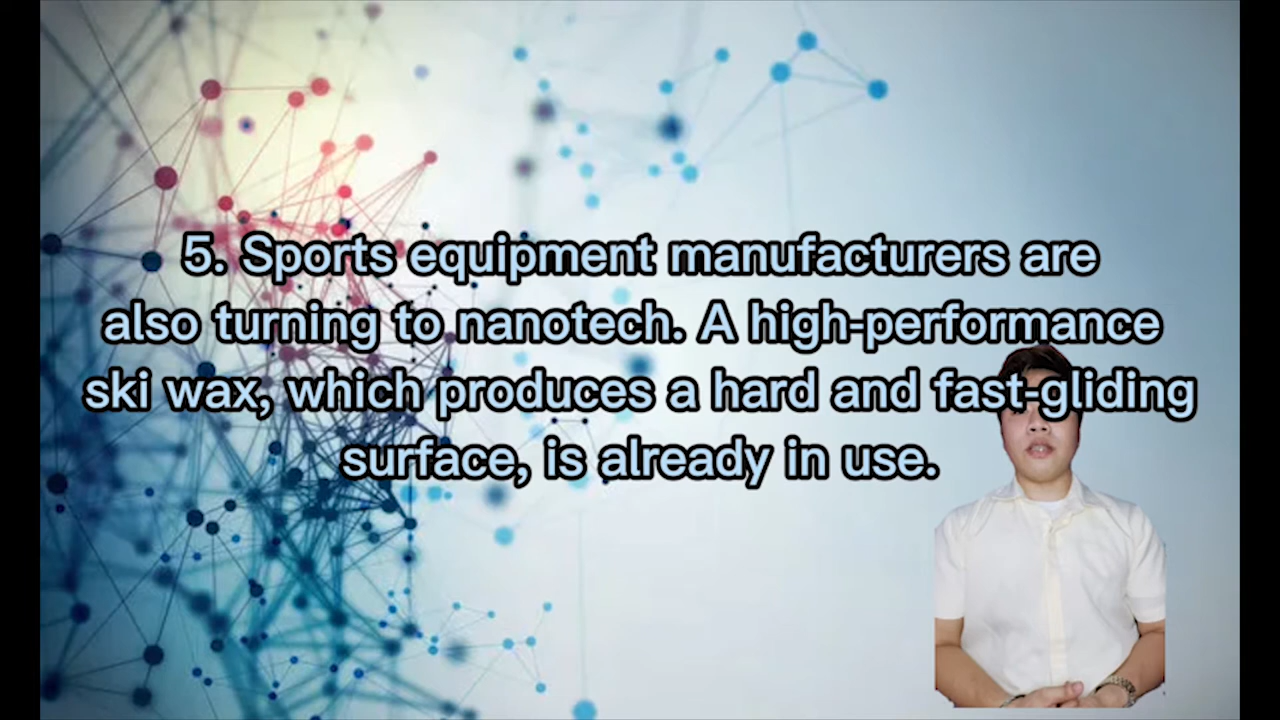 5. Sports equipment manufacturers are
also turning to nanotech. A high-performance
ski wax, which produces a hard and fast-gliding
surface, is already in use.